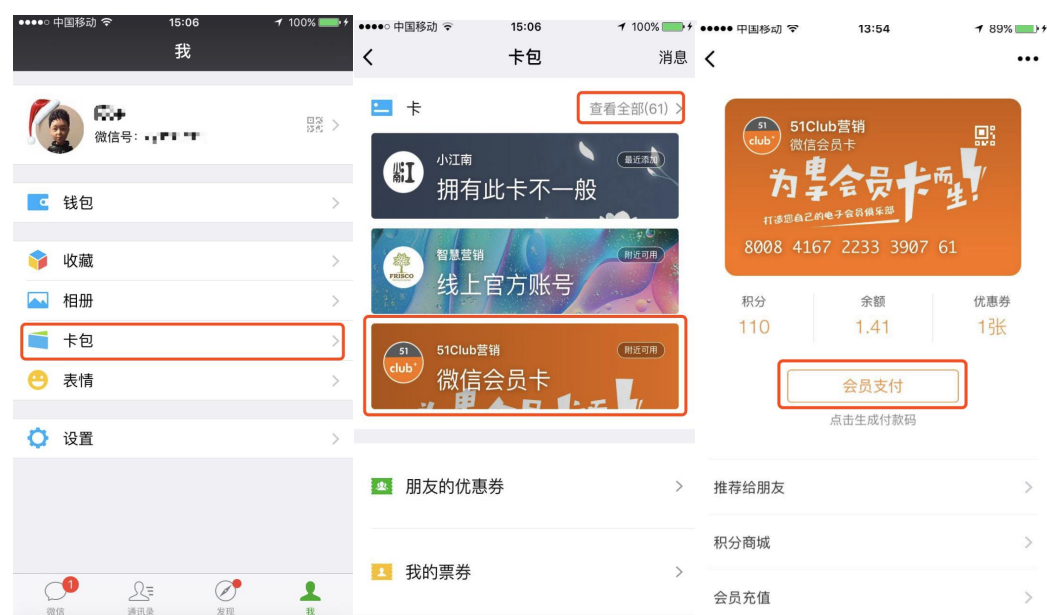 中国移动 15:06 100%
我
微信号:
钱包
收藏
相册
卡包
表情
设置
1
微信 通讯录 发现 我
中国移动 15:06 100%
卡包 消息
卡 查看全部(61)
小江南 最近添加
拥有此卡不一般
智慧营销 附近可用
FRISCO
线上官方账号
51Club营销 附近可用
51
club+
微信会员卡
朋友的优惠券
我的票券
中国移动 13:54 89%
51
club+
51Club营销
微信会员卡
为电子会员卡而生!
打造您自己的电子会员俱乐部
8008 4167 2233 3907 61
积分 余额 优惠券
110 1.41 1张
会员支付
点击生成付款码
推荐给朋友
积分商城
会员充值